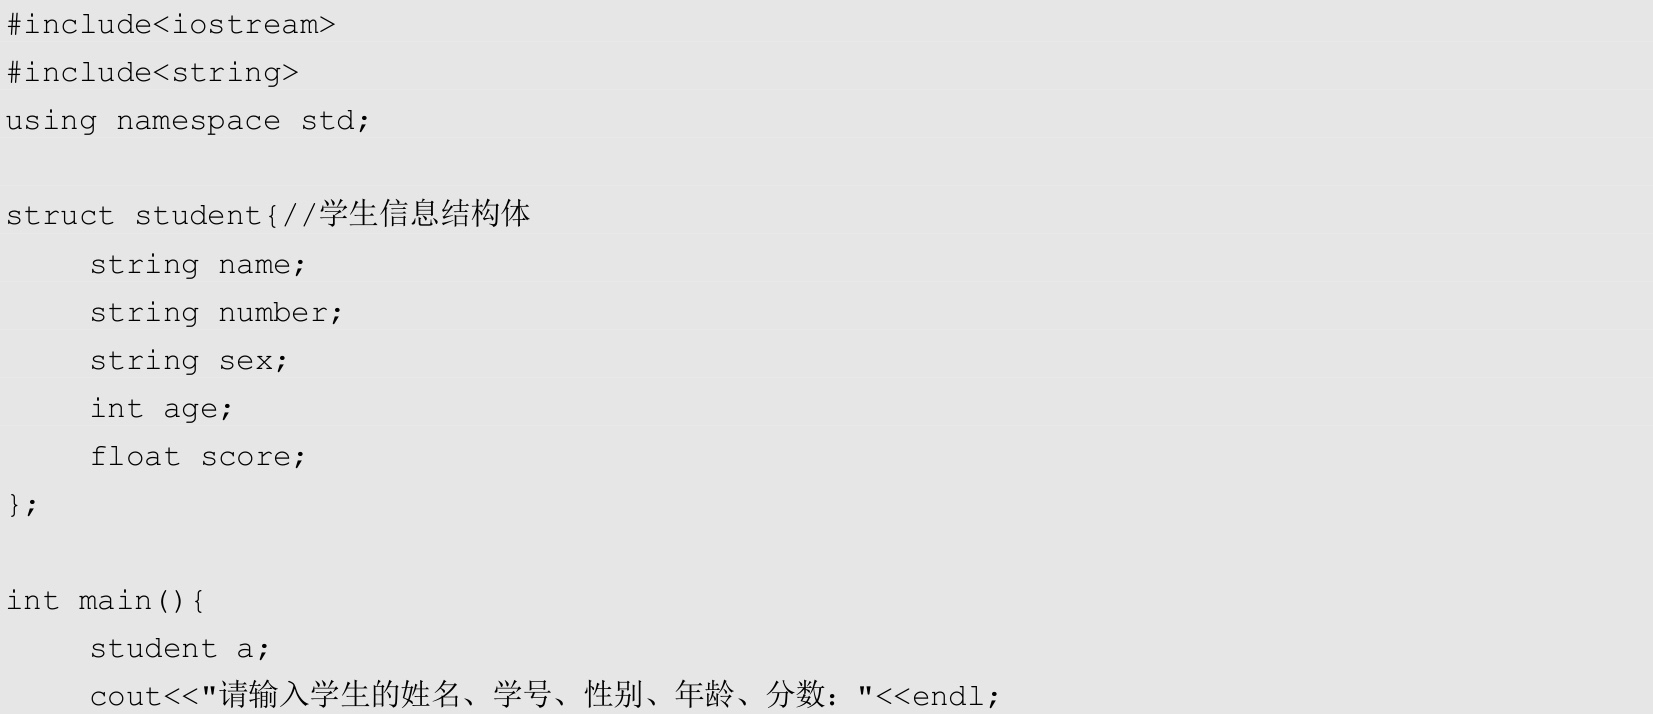 #include<iostream>
#include<string>
using namespace std;
struct student{//学生信息结构体
string name;
string number;
string sex;
int age;
float score;
};
int main(){
student a;
cout<<"请输入学生的姓名、学号、性别、年龄、分数："<<endl;